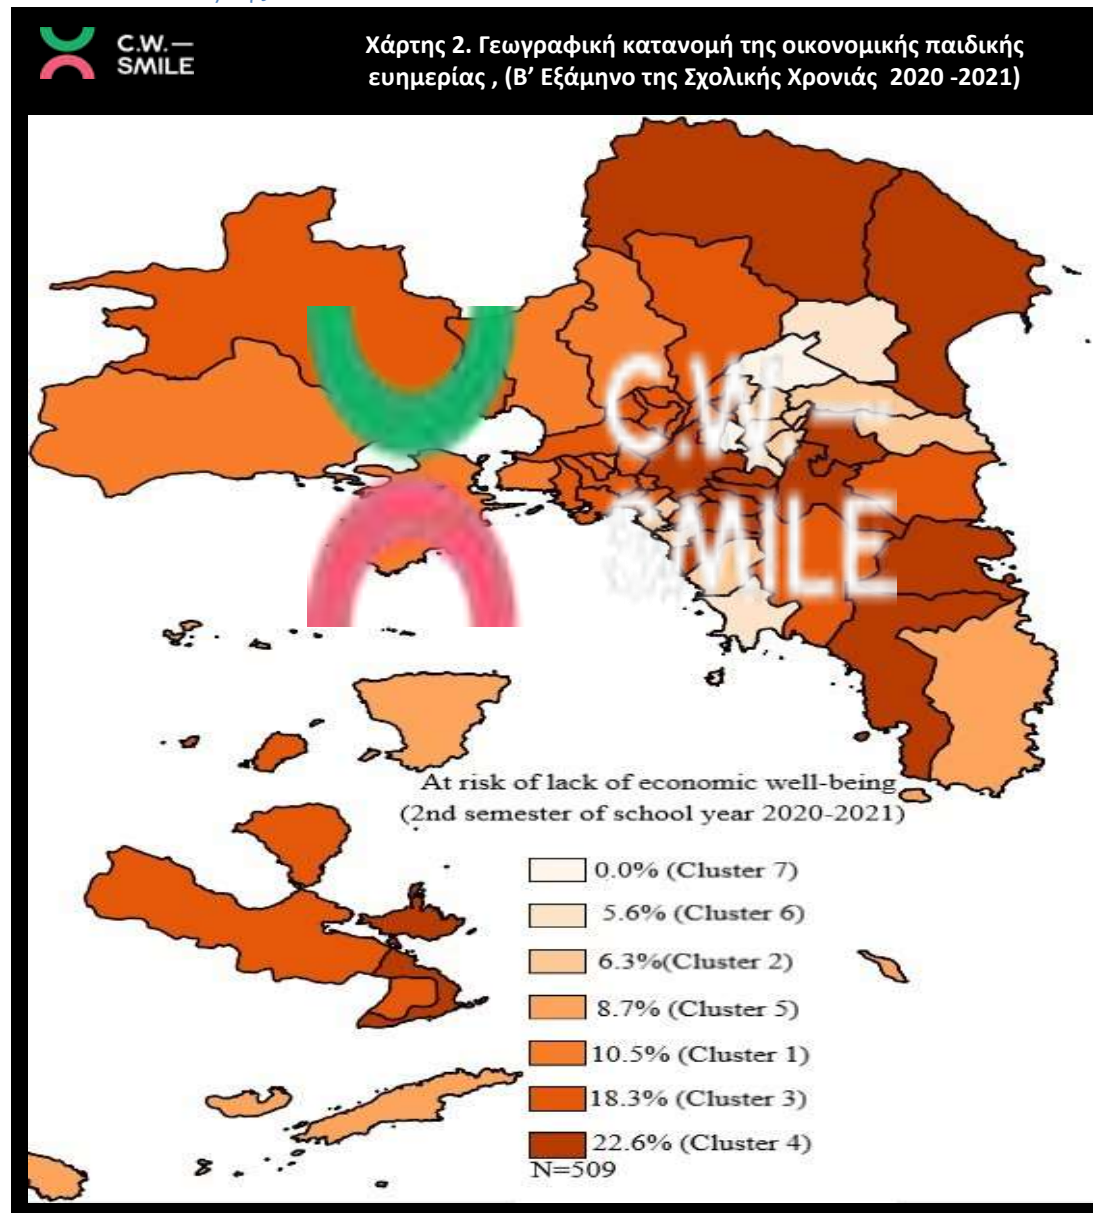 C.W.—
SMILE
Χάρτης 2. Γεωγραφική κατανομή της οικονομικής παιδικής
ευημερίας , (Β’ Εξάμηνο της Σχολικής Χρονιάς 2020 -2021)
C.W.—
SMILE
At risk of lack of economic well-being
(2nd semester of school year 2020-2021)
0.0% (Cluster 7)
5.6% (Cluster 6)
6.3%(Cluster 2)
8.7% (Cluster 5)
10.5% (Cluster 1)
18.3% (Cluster 3)
22.6% (Cluster 4)
N=509